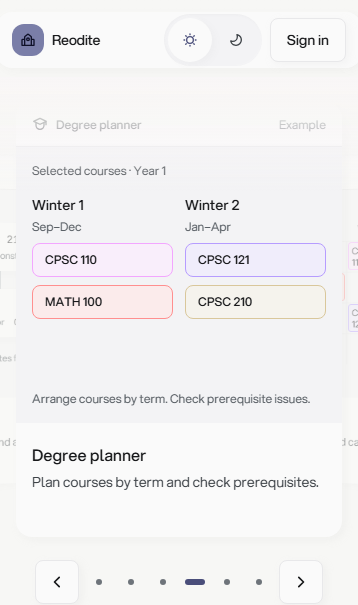 Reodite
Sign in
Degree planner
Example
Selected courses · Year 1
Winter 1
Winter 2
Sep–Dec
Jan–Apr
CPSC 110
CPSC 121
MATH 100
CPSC 210
Arrange courses by term. Check prerequisite issues.
Degree planner
Plan courses by term and check prerequisites.